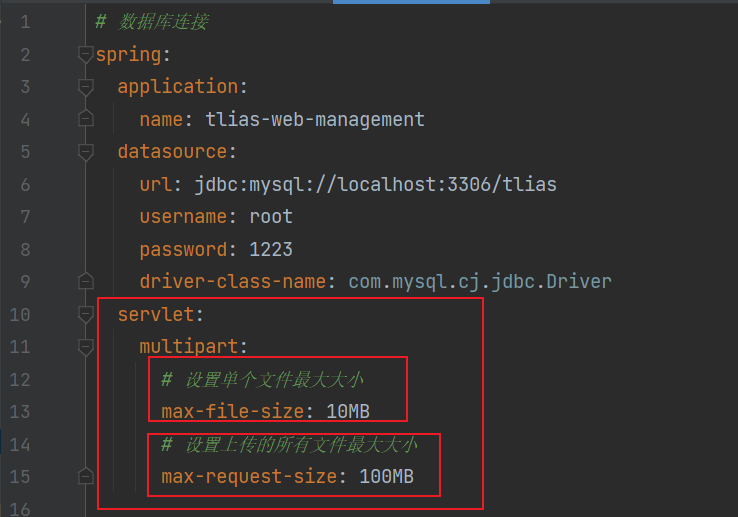 1 # 数据库连接
2 spring:
3 application:
4 name: tlias-web-management
5 datasource:
6 url: jdbc:mysql://localhost:3306/tlias
7 username: root
8 password: 1223
9 driver-class-name: com.mysql.cj.jdbc.Driver
10 servlet:
11 multipart:
12 # 设置单个文件最大大小
13 max-file-size: 10MB
14 # 设置上传的所有文件最大大小
15 max-request-size: 100MB
16